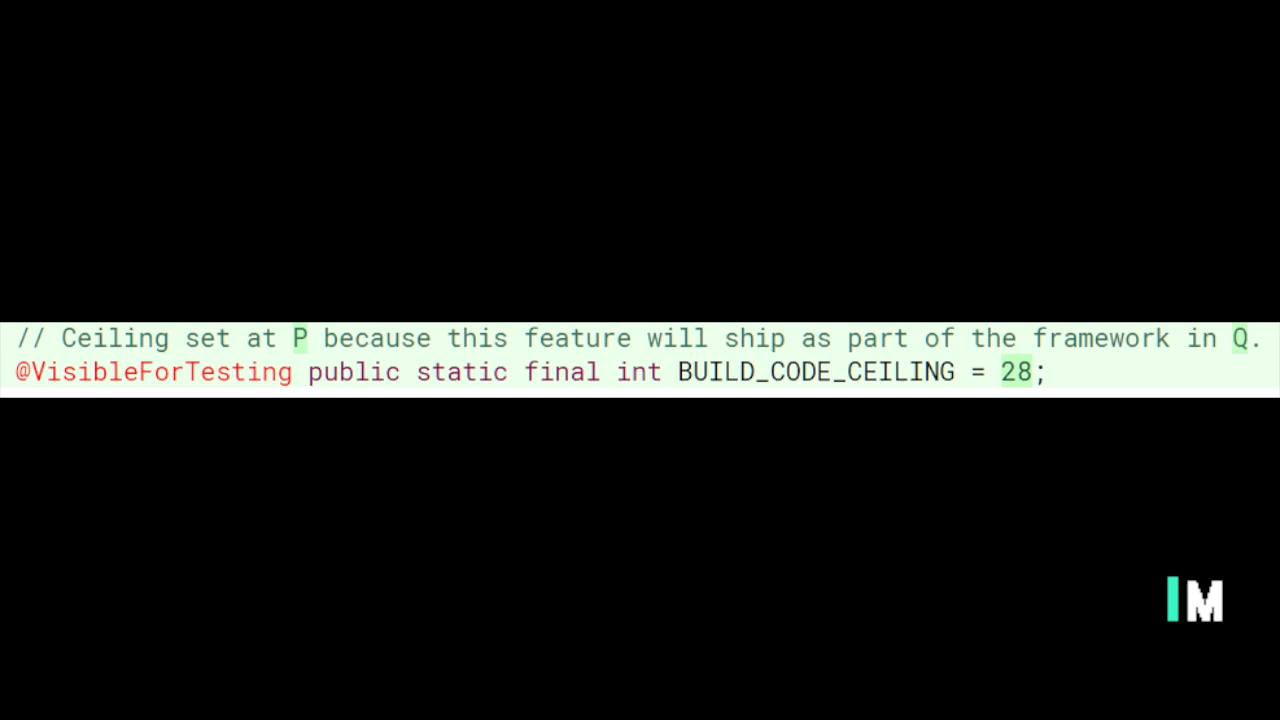 // Ceiling set at P because this feature will ship as part of the framework in Q.
@VisibleForTesting public static final int BUILD_CODE_CEILING = 28;
IM